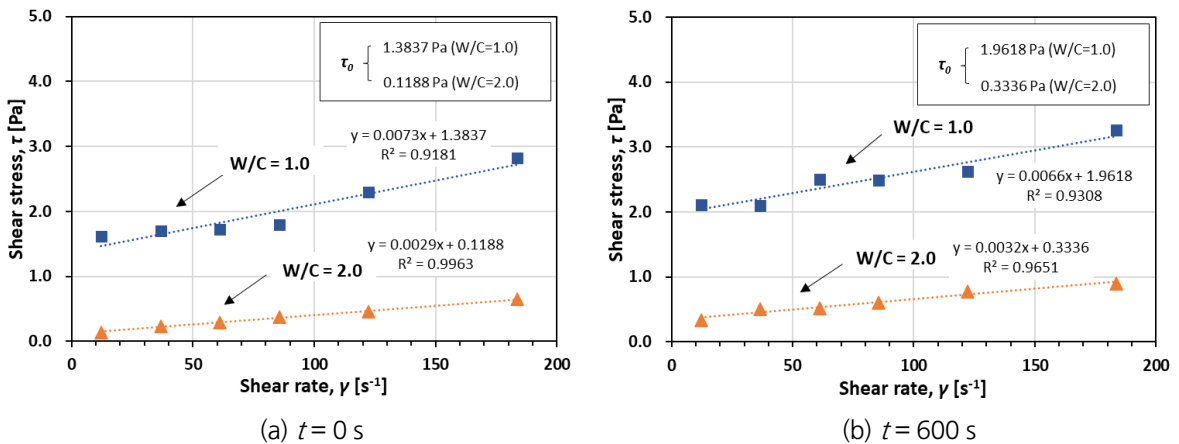 5.0
4.0
3.0
2.0
1.0
0.0
Shear stress, τ [Pa]
τ0
1.3837 Pa (W/C=1.0)
0.1188 Pa (W/C=2.0)
y = 0.0073x + 1.3837
R² = 0.9181
W/C = 1.0
y = 0.0029x + 0.1188
R² = 0.9963
W/C = 2.0
0 50 100 150 200
Shear rate, γ [s-1]
(a) t = 0 s
5.0
4.0
3.0
2.0
1.0
0.0
Shear stress, τ [Pa]
τ0
1.9618 Pa (W/C=1.0)
0.3336 Pa (W/C=2.0)
W/C = 1.0
y = 0.0066x + 1.9618
R² = 0.9308
W/C = 2.0
y = 0.0032x + 0.3336
R² = 0.9651
0 50 100 150 200
Shear rate, γ [s-1]
(b) t = 600 s